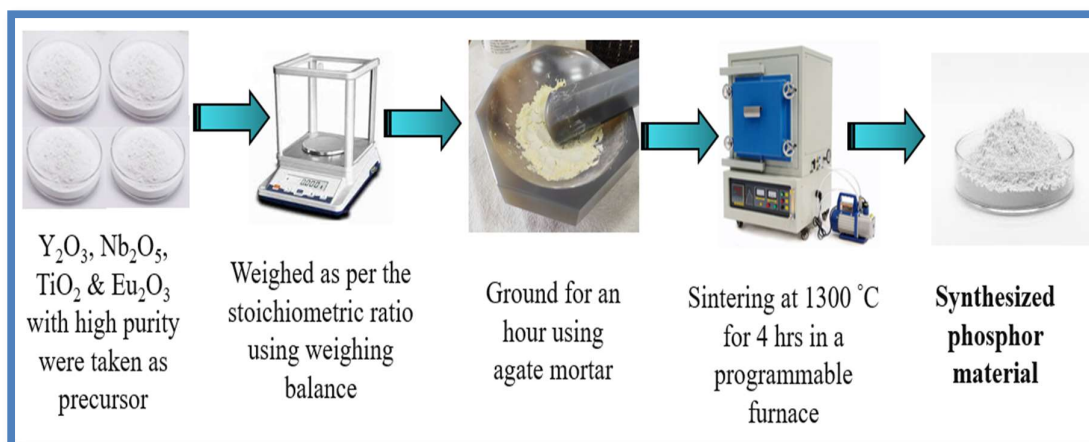 Y₂O₃, Nb₂O₅,
TiO₂ & Eu₂O₃
with high purity
were taken as
precursor
Weighed as per the
stoichiometric ratio
using weighing
balance
Ground for an
hour using
agate mortar
Sintering at 1300 ˚C
for 4 hrs in a
programmable
furnace
Synthesized
phosphor
material